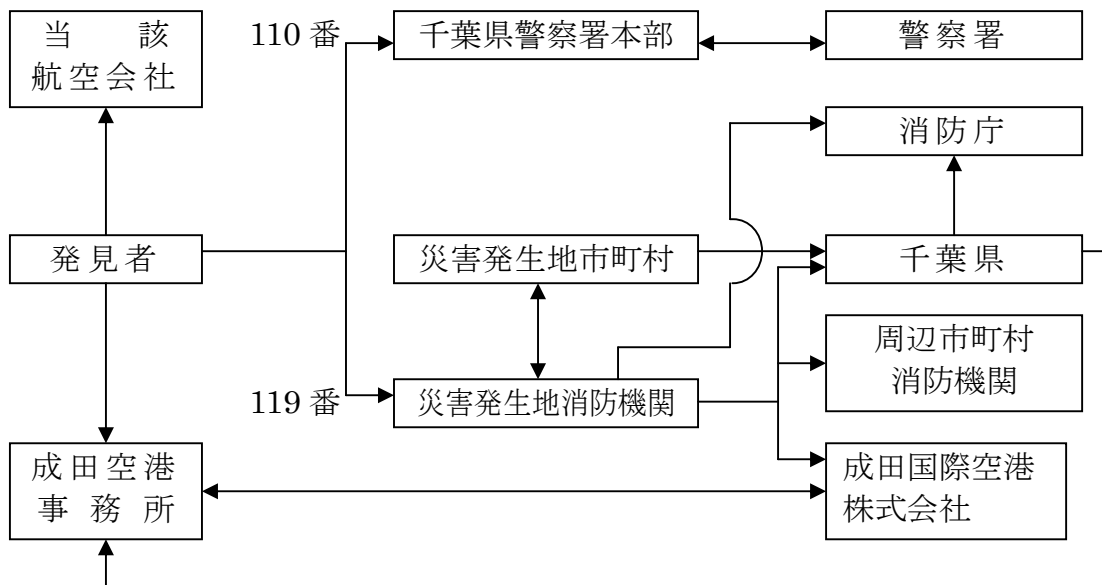 当該
航空会社
110 番
千葉県警察署本部
警察署
消防庁
発見者
災害発生地市町村
千葉県
周辺市町村
消防機関
119 番
災害発生地消防機関
成田空港
事務所
成田国際空港
株式会社